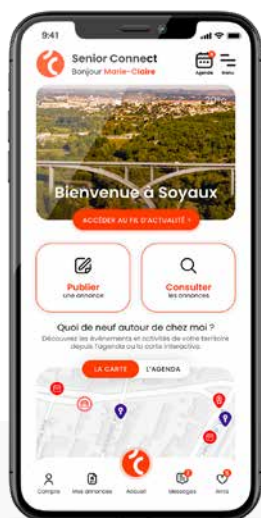 9:41
Senior Connect
Bonjour Marie-Claire
Agenda
Menu
20°
Bienvenue à Soyaux
ACCÉDER AU FIL D'ACTUALITÉ >
Publier
une annonce
Consulter
les annonces
Quoi de neuf autour de chez moi ?
Découvrez les événements et activités de votre territoire
depuis l'agenda ou la carte interactive.
LA CARTE
L'AGENDA
Compte
Mes annonces
Accueil
Messages
Amis